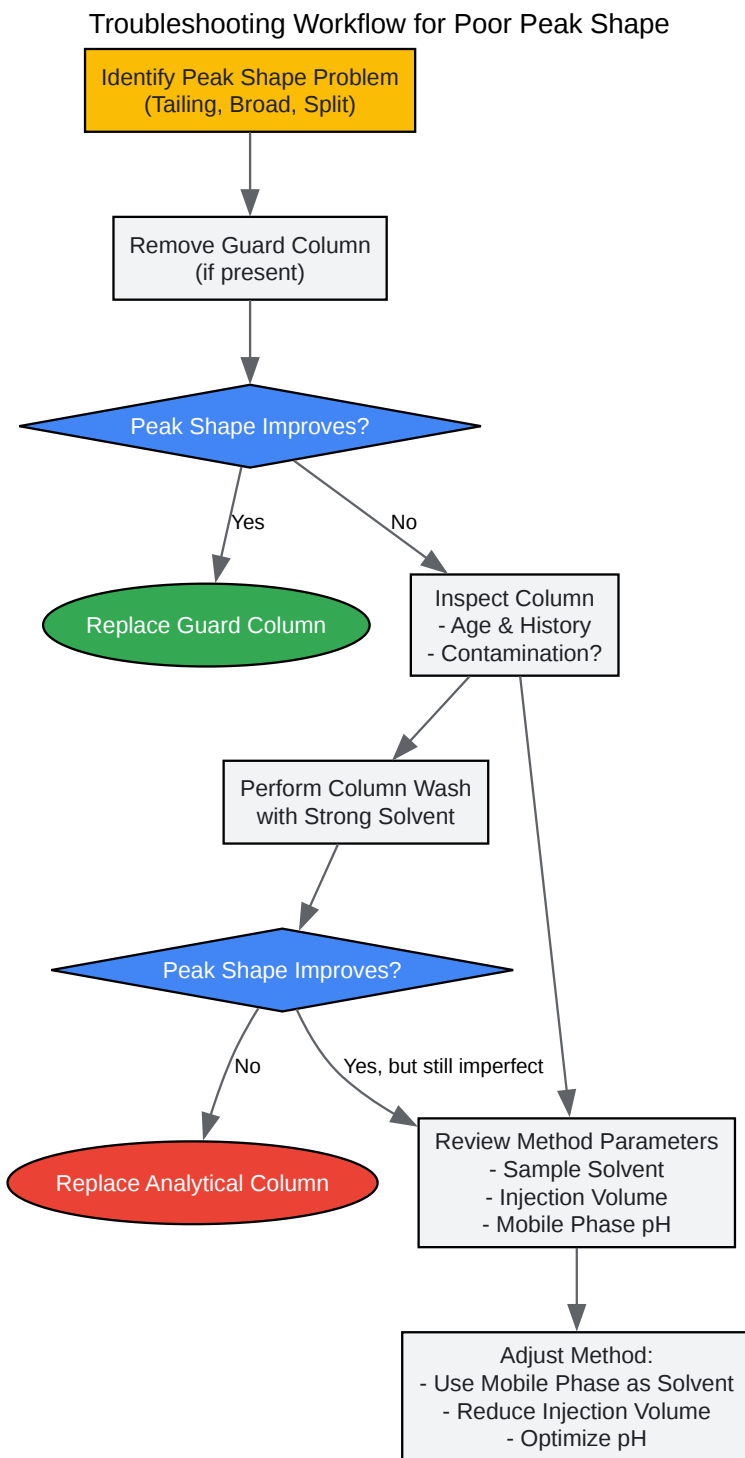 Troubleshooting Workflow for Poor Peak Shape
Identify Peak Shape Problem
(Tailing, Broad, Split)
Remove Guard Column
(if present)
Peak Shape Improves?
Yes
No
Replace Guard Column
Inspect Column
- Age & History
- Contamination?
Perform Column Wash
with Strong Solvent
Peak Shape Improves?
No
Yes, but still imperfect
Replace Analytical Column
Review Method Parameters
- Sample Solvent
- Injection Volume
- Mobile Phase pH
Adjust Method:
- Use Mobile Phase as Solvent
- Reduce Injection Volume
- Optimize pH